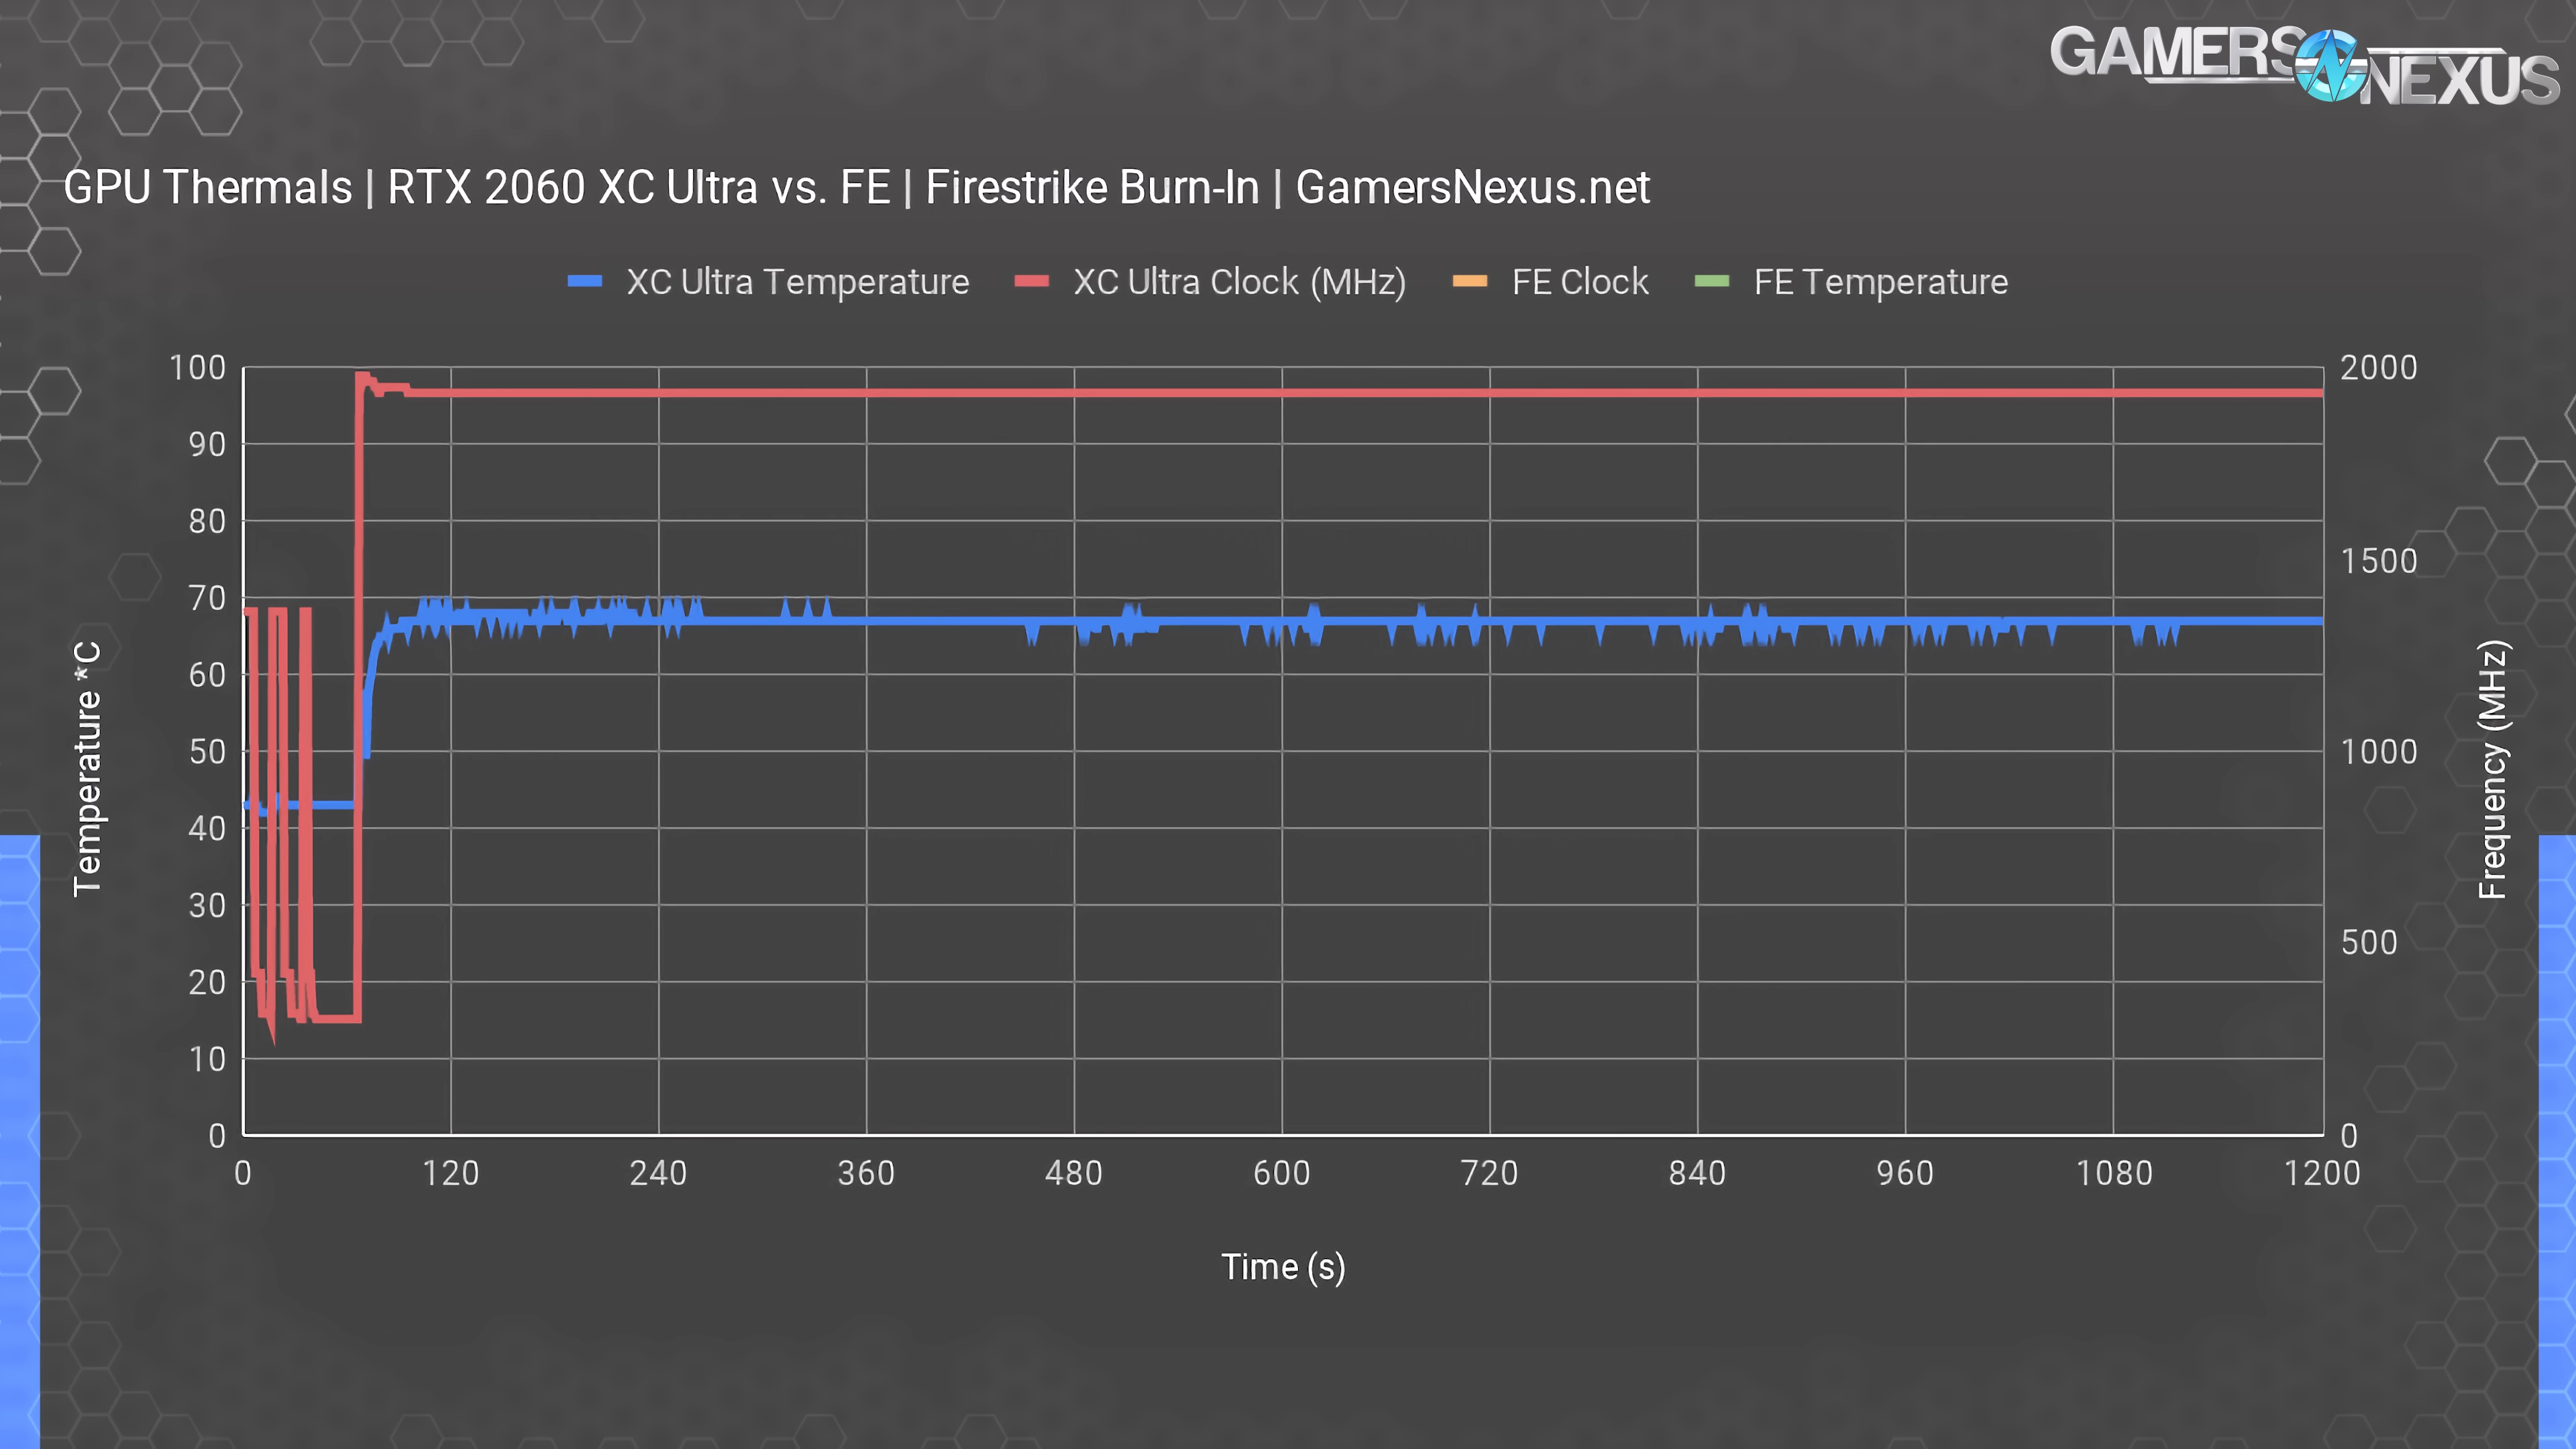 GAMERS NEXUS
GPU Thermals | RTX 2060 XC Ultra vs. FE | Firestrike Burn-In | GamersNexus.net
XC Ultra Temperature XC Ultra Clock (MHz) FE Clock FE Temperature
100
90
80
70
60
50
40
30
20
10
0
Temperature *C
2000
1500
1000
500
0
Frequency (MHz)
0 120 240 360 480 600 720 840 960 1080 1200
Time (s)